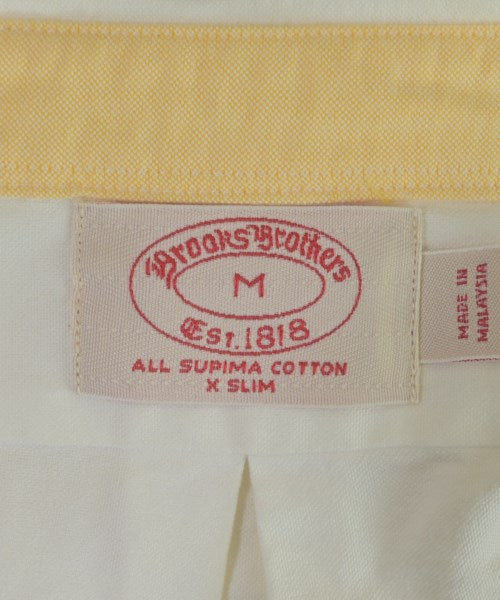 Brooks Brothers
M
Est. 1818
ALL SUPIMA COTTON
X SLIM
MADE IN
MALAYSIA